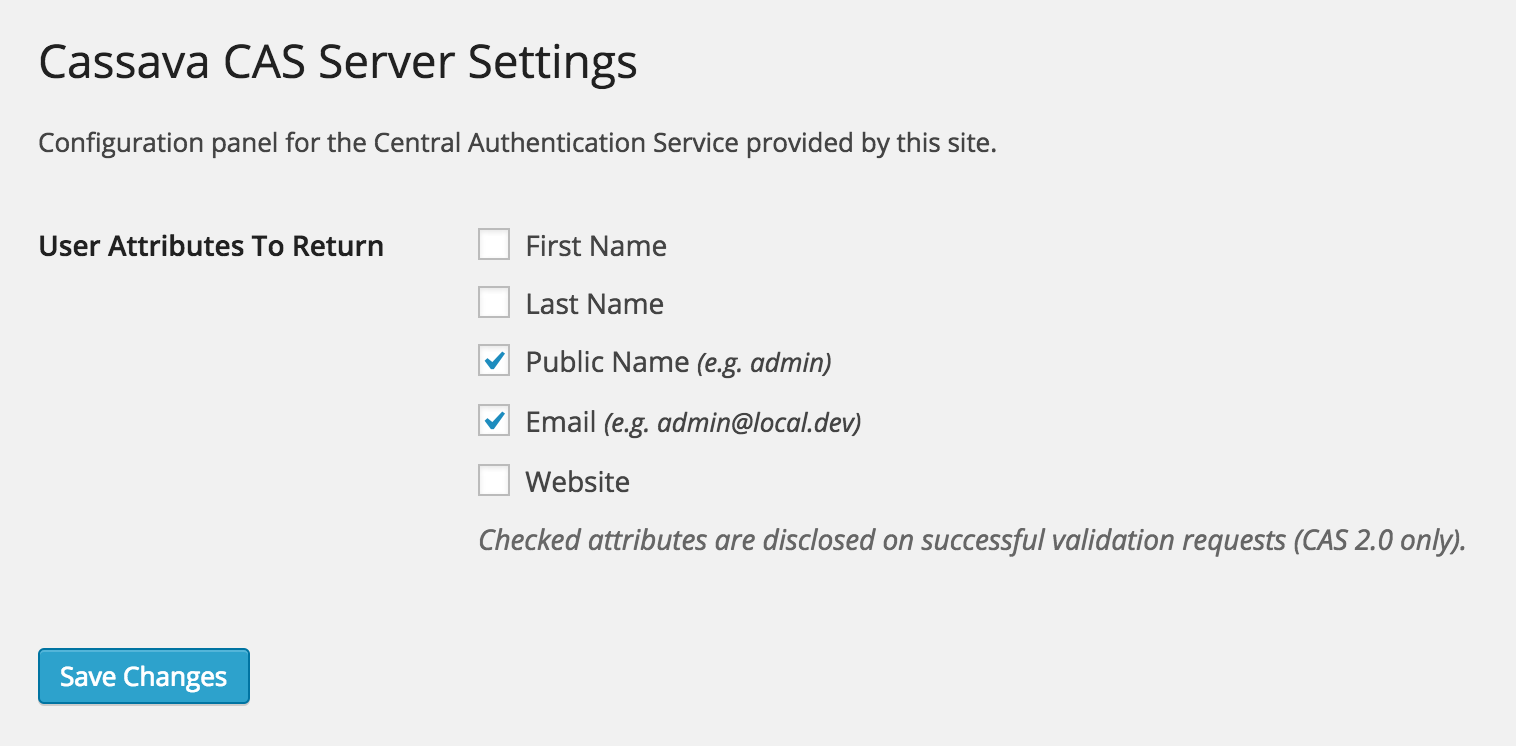 Cassava CAS Server Settings
Configuration panel for the Central Authentication Service provided by this site.
User Attributes To Return
First Name
Last Name
Public Name (e.g. admin)
Email (e.g. admin@local.dev)
Website
Checked attributes are disclosed on successful validation requests (CAS 2.0 only).
Save Changes